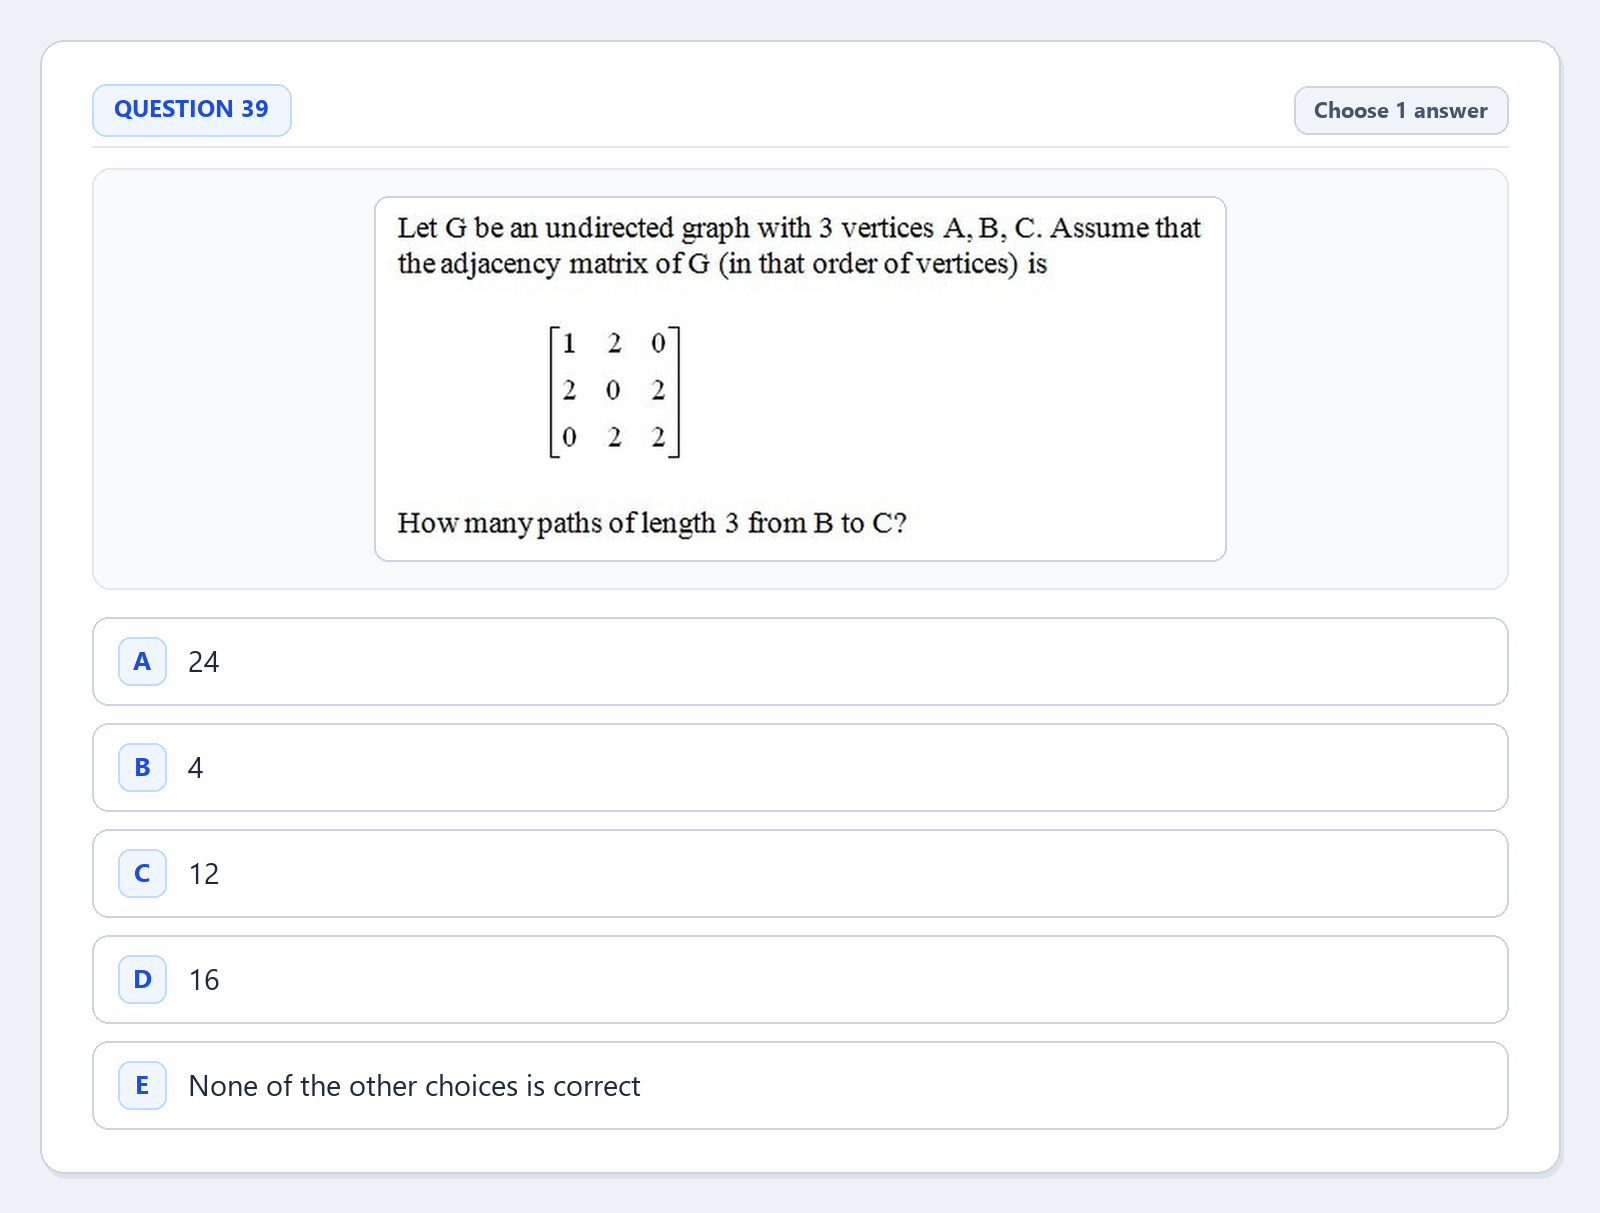 QUESTION 39
Choose 1 answer
Let G be an undirected graph with 3 vertices A, B, C. Assume that
the adjacency matrix of G (in that order of vertices) is
1 2 0
2 0 2
0 2 2
How many paths of length 3 from B to C?
A 24
B 4
C 12
D 16
E None of the other choices is correct